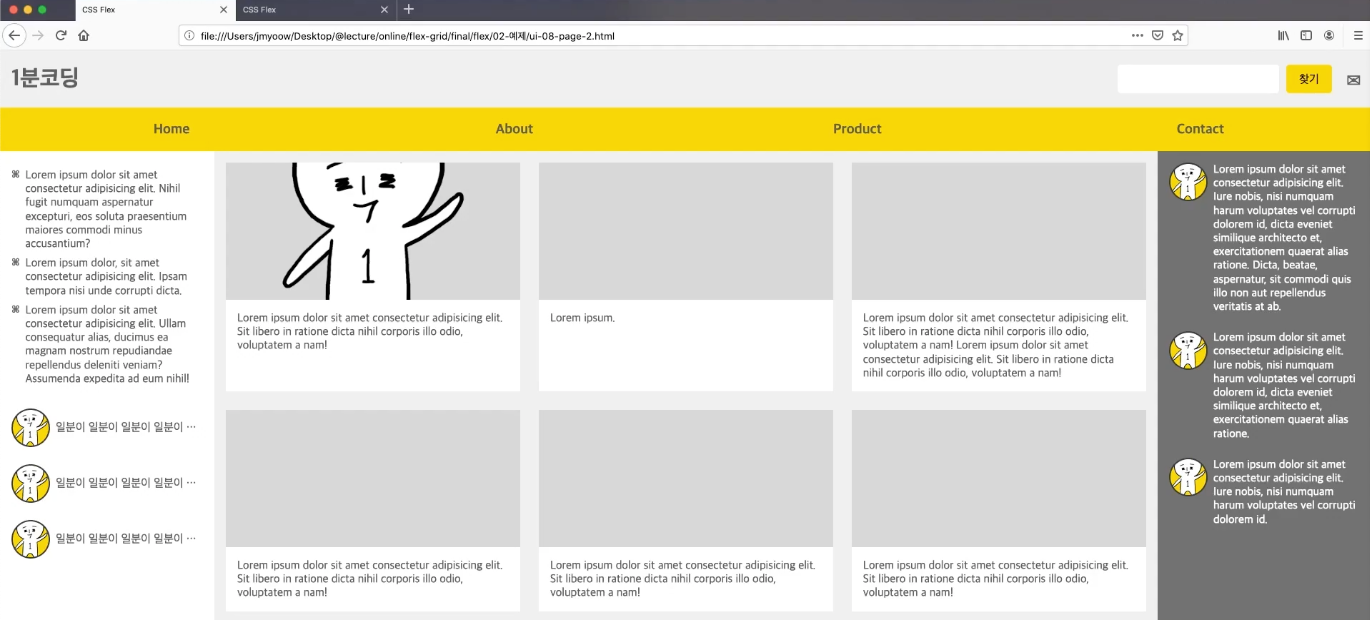 CSS Flex
CSS Flex
file:///Users/jmyoow/Desktop/@lecture/online/flex-grid/final/flex/02-예제/ui-08-page-2.html
1분코딩
찾기
Home
About
Product
Contact
Lorem ipsum dolor sit amet
consectetur adipisicing elit. Nihil
fugit numquam aspernatur
excepturi, eos soluta praesentium
maiores commodi minus
accusantium?
Lorem ipsum dolor, sit amet
consectetur adipisicing elit. Ipsam
tempora nisi unde corrupti dicta.
Lorem ipsum dolor sit amet
consectetur adipisicing elit. Ullam
consequatur alias, ducimus ea
magnam nostrum repudiandae
repellendus deleniti veniam?
Assumenda expedita ad eum nihil!
일분이 일분이 일분이 일분이 …
일분이 일분이 일분이 일분이 …
일분이 일분이 일분이 일분이 …
1
Lorem ipsum dolor sit amet consectetur adipisicing elit.
Sit libero in ratione dicta nihil corporis illo odio,
voluptatem a nam!
Lorem ipsum.
Lorem ipsum dolor sit amet consectetur adipisicing elit.
Sit libero in ratione dicta nihil corporis illo odio,
voluptatem a nam! Lorem ipsum dolor sit amet
consectetur adipisicing elit. Sit libero in ratione dicta
nihil corporis illo odio, voluptatem a nam!
Lorem ipsum dolor sit amet consectetur adipisicing elit.
Sit libero in ratione dicta nihil corporis illo odio,
voluptatem a nam!
Lorem ipsum dolor sit amet consectetur adipisicing elit.
Sit libero in ratione dicta nihil corporis illo odio,
voluptatem a nam!
Lorem ipsum dolor sit amet consectetur adipisicing elit.
Sit libero in ratione dicta nihil corporis illo odio,
voluptatem a nam!
Lorem ipsum dolor sit amet
consectetur adipisicing elit.
Iure nobis, nisi numquam
harum voluptates vel corrupti
dolorem id, dicta eveniet
similique architecto et,
exercitationem quaerat alias
ratione. Dicta, beatae,
aspernatur, sit commodi quis
illo non aut repellendus
veritatis at ab.
Lorem ipsum dolor sit amet
consectetur adipisicing elit.
Iure nobis, nisi numquam
harum voluptates vel corrupti
dolorem id, dicta eveniet
similique architecto et,
exercitationem quaerat alias
ratione.
Lorem ipsum dolor sit amet
consectetur adipisicing elit.
Iure nobis, nisi numquam
harum voluptates vel corrupti
dolorem id.